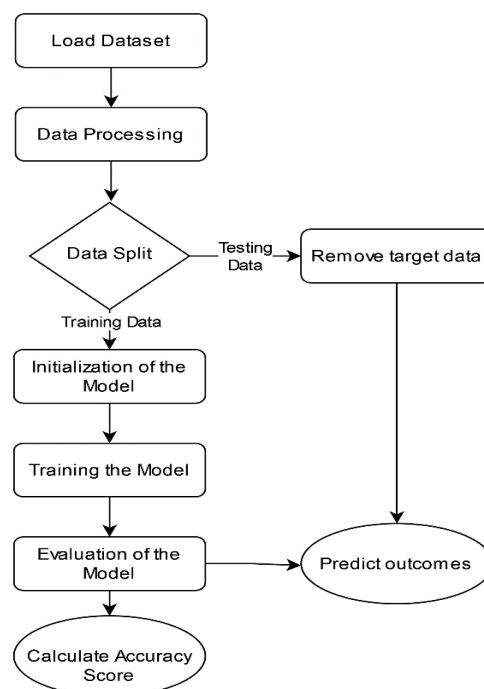 Load Dataset
Data Processing
Data Split
Testing
Data
Remove target data
Training Data
Initialization of the
Model
Training the Model
Evaluation of the
Model
Predict outcomes
Calculate Accuracy
Score